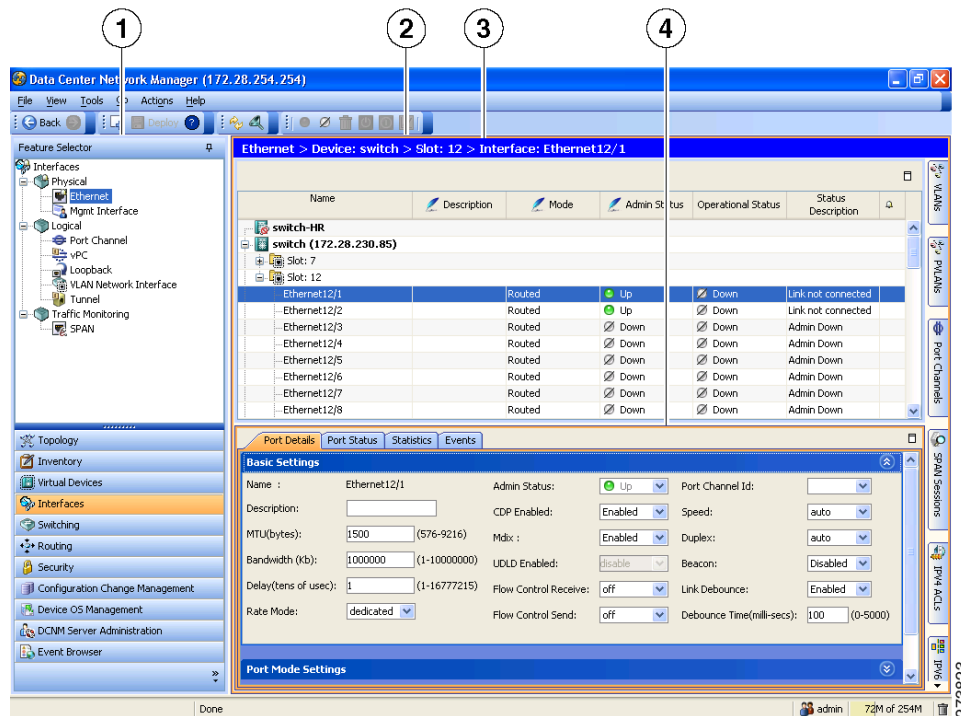 1 2 3 4
Data Center Network Manager (172.28.254.254)
File View Tools Actions Help
Back Deploy
Feature Selector
Interfaces
Physical
Ethernet
Mgmt Interface
Logical
Port Channel
vPC
Loopback
VLAN Network Interface
Tunnel
Traffic Monitoring
SPAN
Topology
Inventory
Virtual Devices
Interfaces
Switching
Routing
Security
Configuration Change Management
Device OS Management
DCNM Server Administration
Event Browser
Ethernet > Device: switch > Slot: 12 > Interface: Ethernet12/1
Name Description Mode Admin Status Operational Status Status Description
switch-HR
switch (172.28.230.85)
Slot: 7
Slot: 12
Ethernet12/1 Routed Up Down Link not connected
Ethernet12/2 Routed Up Down Link not connected
Ethernet12/3 Routed Down Down Admin Down
Ethernet12/4 Routed Down Down Admin Down
Ethernet12/5 Routed Down Down Admin Down
Ethernet12/6 Routed Down Down Admin Down
Ethernet12/7 Routed Down Down Admin Down
Ethernet12/8 Routed Down Down Admin Down
Port Details Port Status Statistics Events
Basic Settings
Name : Ethernet12/1 Admin Status: Up Port Channel Id:
Description: CDP Enabled: Enabled Speed: auto
MTU(bytes): 1500 (576-9216) Mdix : Enabled Duplex: auto
Bandwidth (Kb): 1000000 (1-10000000) UDLD Enabled: disable Beacon: Disabled
Delay(tens of usec): 1 (1-16777215) Flow Control Receive: off Link Debounce: Enabled
Rate Mode: dedicated Flow Control Send: off Debounce Time(milli-secs): 100 (0-5000)
Port Mode Settings
VLANs
PVLANs
Port Channels
SPAN Sessions
IPV4 ACLs
IPV6
Done admin 72M of 254M